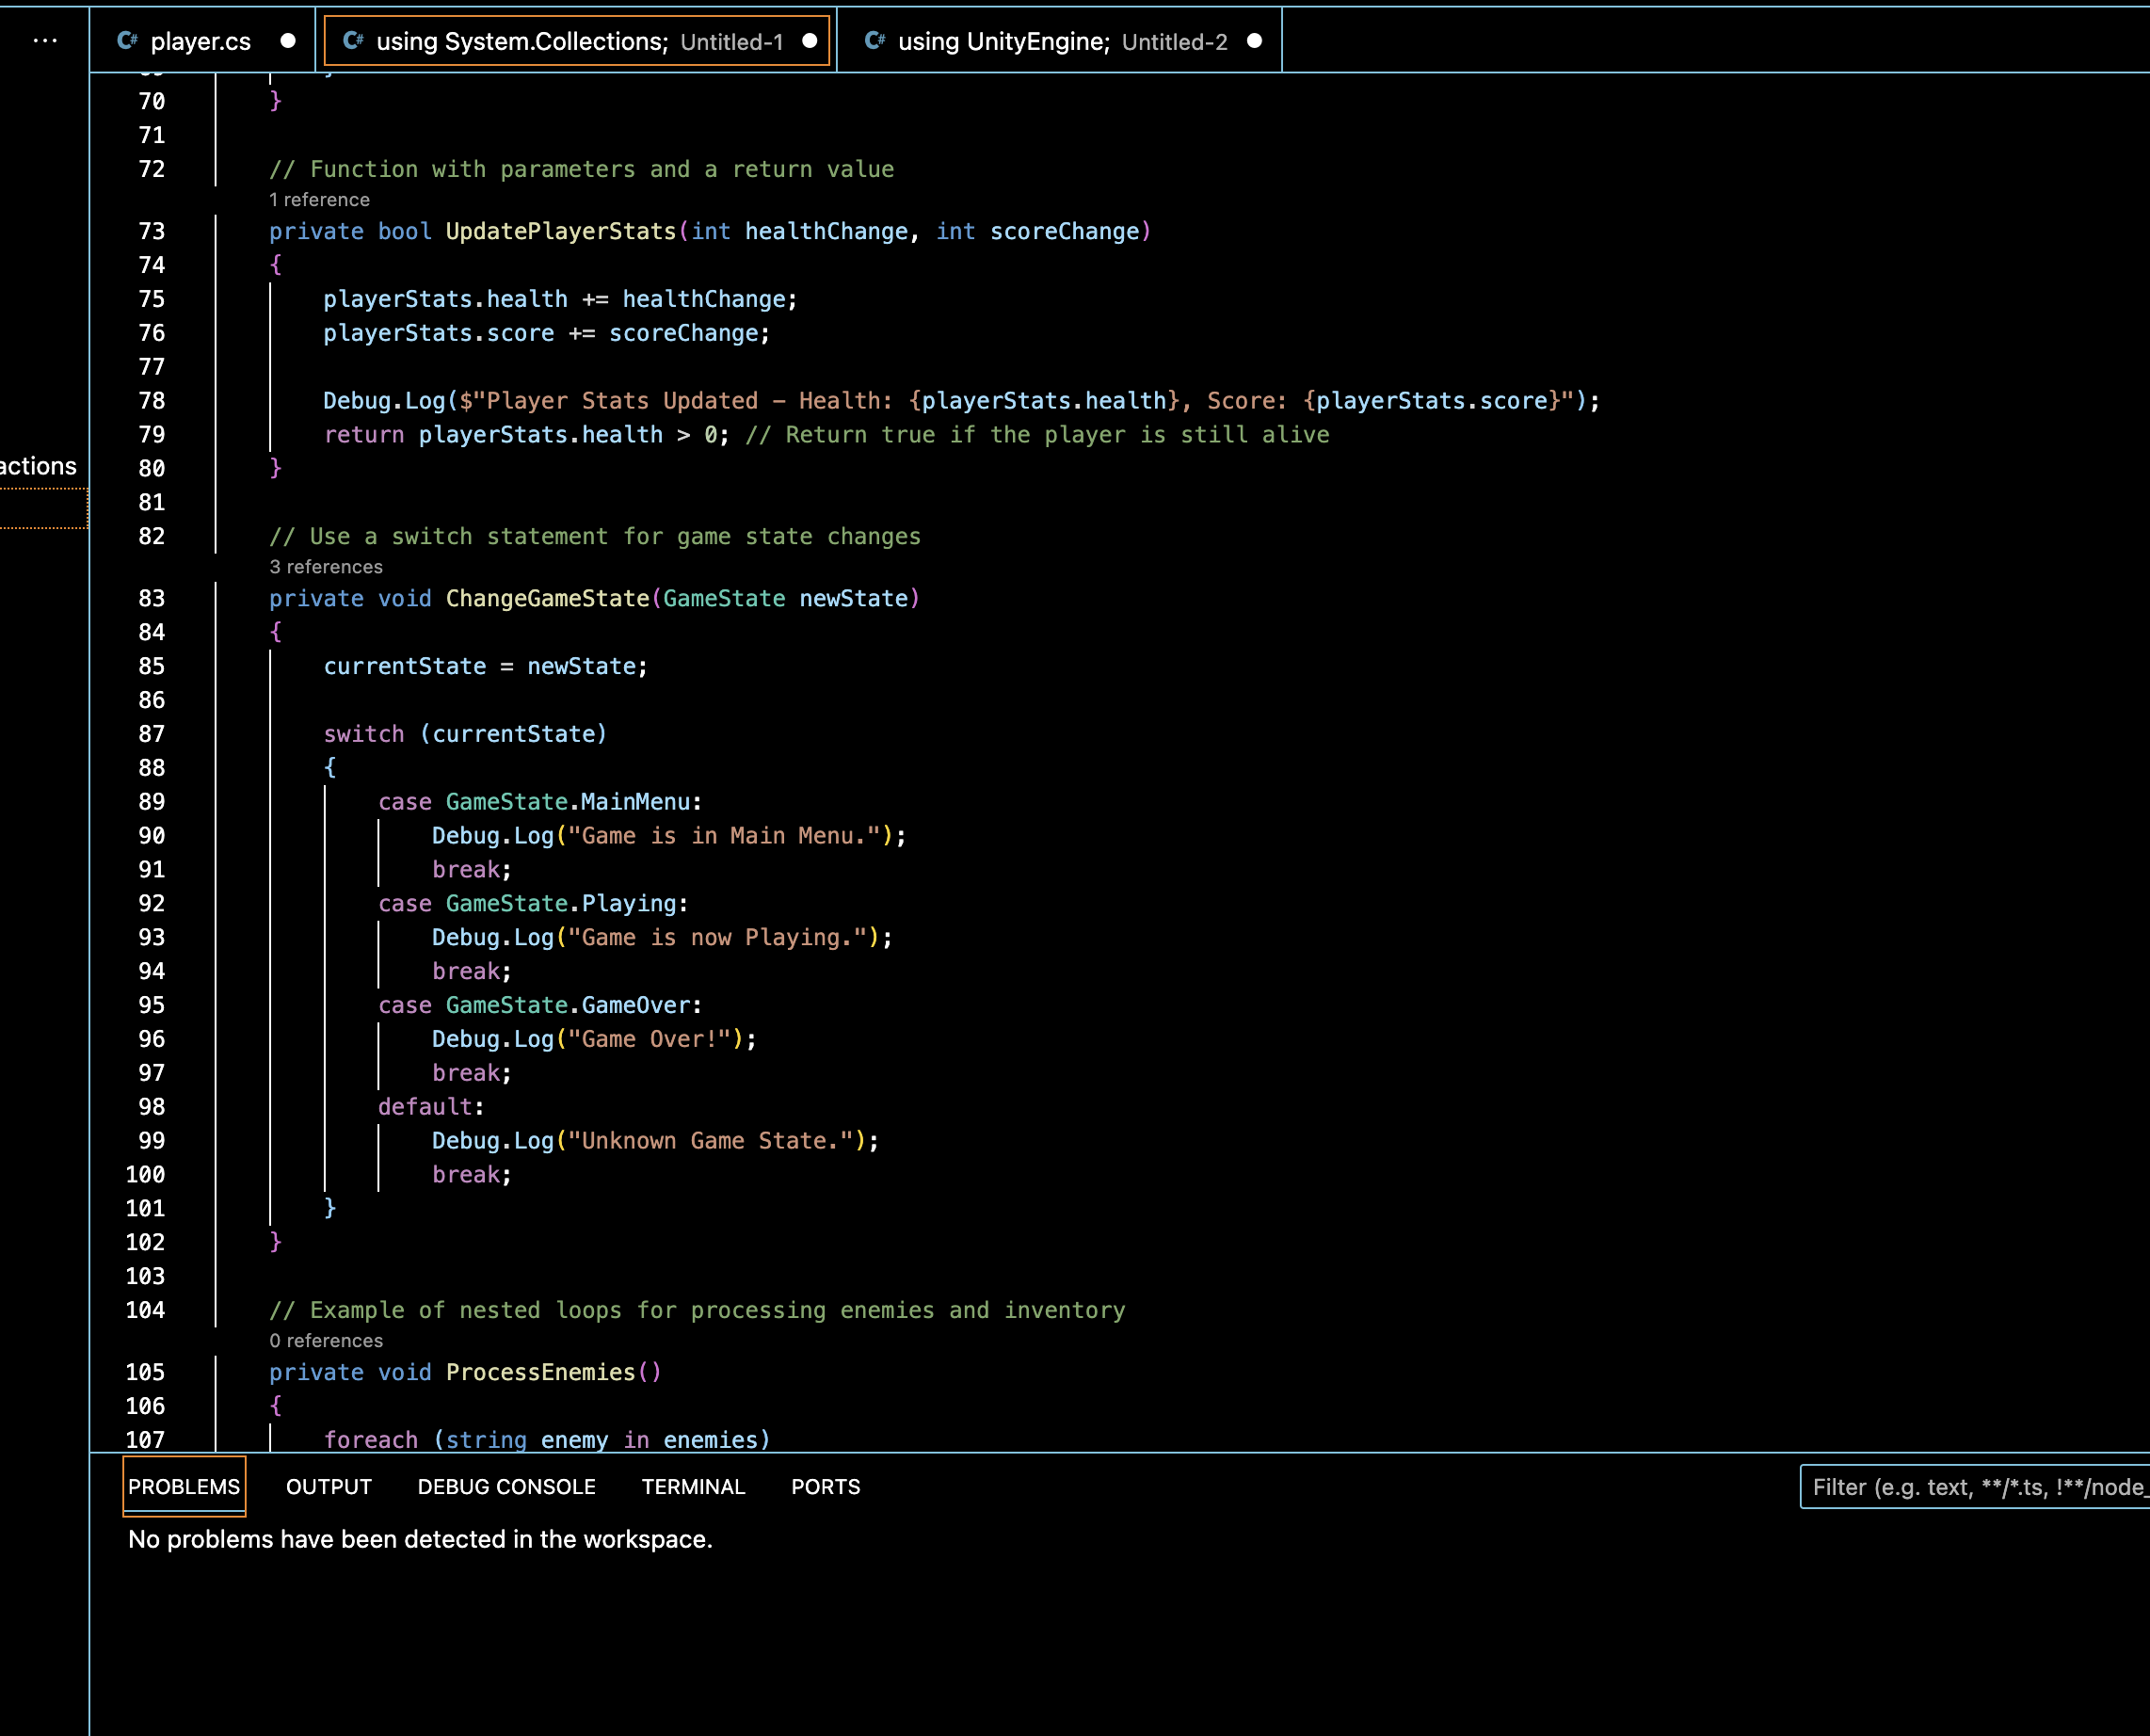 ··· C# player.cs ● C# using System.Collections; Untitled-1 ● C# using UnityEngine; Untitled-2 ●
70 }
71
72 // Function with parameters and a return value
1 reference
73 private bool UpdatePlayerStats(int healthChange, int scoreChange)
74 {
75 playerStats.health += healthChange;
76 playerStats.score += scoreChange;
77
78 Debug.Log($"Player Stats Updated – Health: {playerStats.health}, Score: {playerStats.score}");
79 return playerStats.health > 0; // Return true if the player is still alive
actions
80 }
81
82 // Use a switch statement for game state changes
3 references
83 private void ChangeGameState(GameState newState)
84 {
85 currentState = newState;
86
87 switch (currentState)
88 {
89 case GameState.MainMenu:
90 Debug.Log("Game is in Main Menu.");
91 break;
92 case GameState.Playing:
93 Debug.Log("Game is now Playing.");
94 break;
95 case GameState.GameOver:
96 Debug.Log("Game Over!");
97 break;
98 default:
99 Debug.Log("Unknown Game State.");
100 break;
101 }
102 }
103
104 // Example of nested loops for processing enemies and inventory
0 references
105 private void ProcessEnemies()
106 {
107 foreach (string enemy in enemies)
PROBLEMS OUTPUT DEBUG CONSOLE TERMINAL PORTS Filter (e.g. text, **/*.ts, !**/node_
No problems have been detected in the workspace.